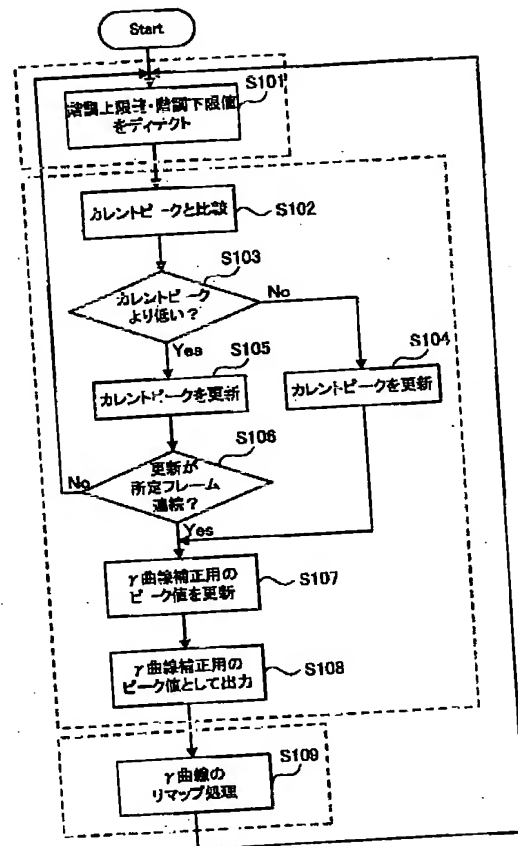 Start
S101
階調上限値・階調下限値
をディテクト
カレントピークと比較
S102
S103
カレントピーク
より低い?
No
Yes
S105
S104
カレントピークを更新
カレントピークを更新
S106
更新が
所定フレーム
連続?
No
Yes
γ曲線補正用の
ピーク値を更新
S107
γ曲線補正用の
ピーク値として出力
S108
S109
γ曲線の
リマップ処理